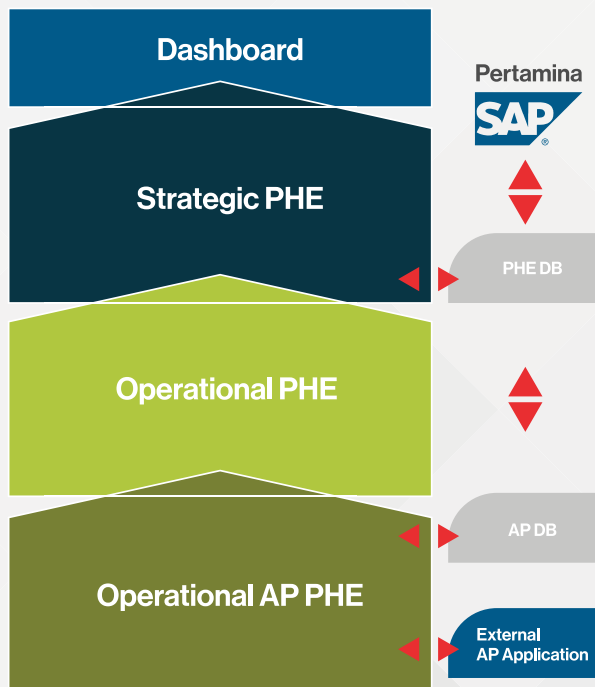 Dashboard
Pertamina
SAP®
Strategic PHE
PHE DB
Operational PHE
AP DB
Operational AP PHE
External
AP Application